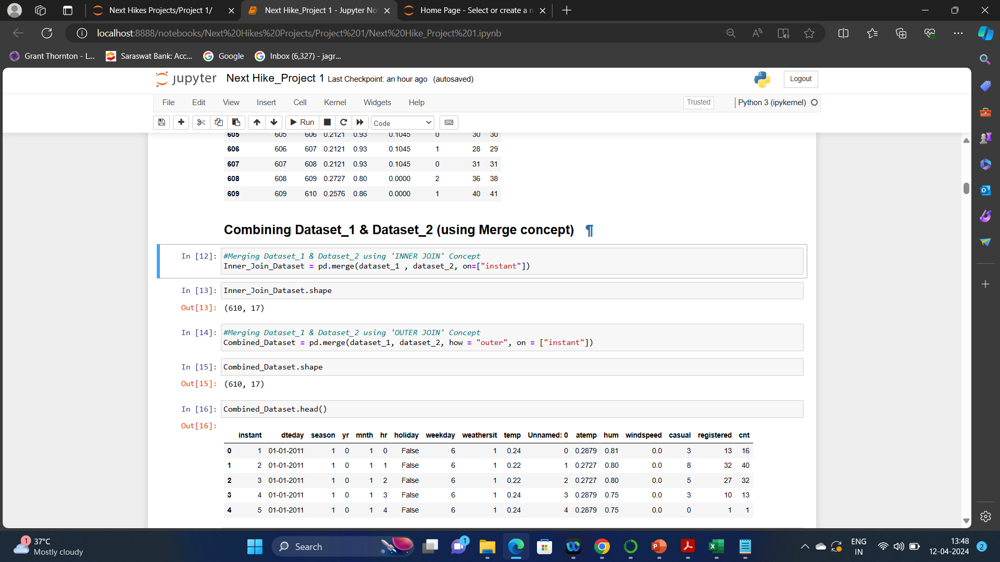 Next Hikes Projects/Project 1/
Next Hike_Project 1 - Jupyter No
Home Page - Select or create a n
localhost:8888/notebooks/Next%20Hikes%20Projects/Project%201/Next%20Hike_Project%201.ipynb
Grant Thornton - L...
Saraswat Bank: Acc...
Google
Inbox (6,327) - jagr...
jupyter Next Hike_Project 1 Last Checkpoint: an hour ago (autosaved)
Logout
File Edit View Insert Cell Kernel Widgets Help
Trusted
Python 3 (ipykernel)
Run
Code
605 605 606 0.2121 0.93 0.1045 0 30 30
606 606 607 0.2121 0.93 0.1045 1 28 29
607 607 608 0.2121 0.93 0.1045 0 31 31
608 608 609 0.2727 0.80 0.0000 2 36 38
609 609 610 0.2576 0.86 0.0000 1 40 41
Combining Dataset_1 & Dataset_2 (using Merge concept) ¶
In [12]: #Merging Dataset_1 & Dataset_2 using 'INNER JOIN' Concept
Inner_Join_Dataset = pd.merge(dataset_1 , dataset_2, on=["instant"])
In [13]: Inner_Join_Dataset.shape
Out[13]: (610, 17)
In [14]: #Merging Dataset_1 & Dataset_2 using 'OUTER JOIN' Concept
Combined_Dataset = pd.merge(dataset_1, dataset_2, how = "outer", on = ["instant"])
In [15]: Combined_Dataset.shape
Out[15]: (610, 17)
In [16]: Combined_Dataset.head()
Out[16]:
instant dteday season yr mnth hr holiday weekday weathersit temp Unnamed: 0 atemp hum windspeed casual registered cnt
0 1 01-01-2011 1 0 1 0 False 6 1 0.24 0 0.2879 0.81 0.0 3 13 16
1 2 01-01-2011 1 0 1 1 False 6 1 0.22 1 0.2727 0.80 0.0 8 32 40
2 3 01-01-2011 1 0 1 2 False 6 1 0.22 2 0.2727 0.80 0.0 5 27 32
3 4 01-01-2011 1 0 1 3 False 6 1 0.24 3 0.2879 0.75 0.0 3 10 13
4 5 01-01-2011 1 0 1 4 False 6 1 0.24 4 0.2879 0.75 0.0 0 1 1
1
37°C
Mostly cloudy
Search
1
ENG
IN
13:48
12-04-2024
2